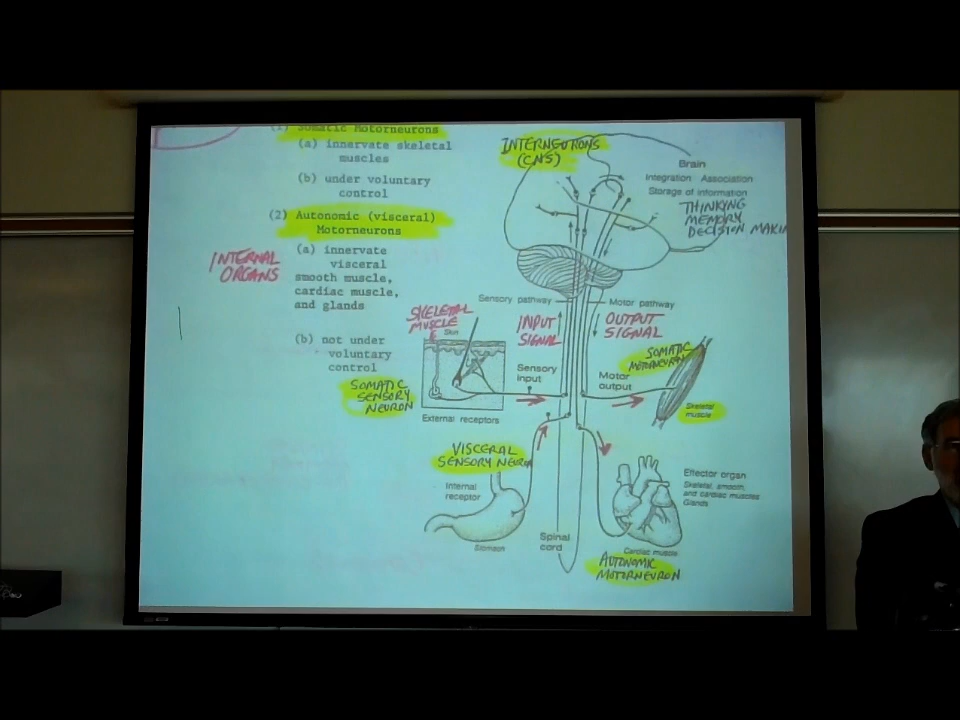 (1) Somatic Motorneurons
(a) innervate skeletal
muscles
(b) under voluntary
control
(2) Autonomic (visceral)
Motorneurons
INTERNAL
ORGANS
(a) innervate
visceral
smooth muscle,
cardiac muscle,
and glands
(b) not under
voluntary
control
INTERNEURONS
(CNS)
Brain
Integration Association
Storage of information
THINKING
MEMORY
DECISION MAKIN
Sensory pathway
Motor pathway
SKELETAL
MUSCLE
Skin
INPUT
SIGNAL
OUTPUT
SIGNAL
SOMATIC
SENSORY
NEURON
Sensory
input
Motor
output
SOMATIC
MOTORNEURON
Skeletal
muscle
External receptors
VISCERAL
SENSORY NEURON
Internal
receptor
Stomach
Spinal
cord
Effector organ
Skeletal, smooth,
and cardiac muscles
Glands
Cardiac muscle
AUTONOMIC
MOTORNEURON